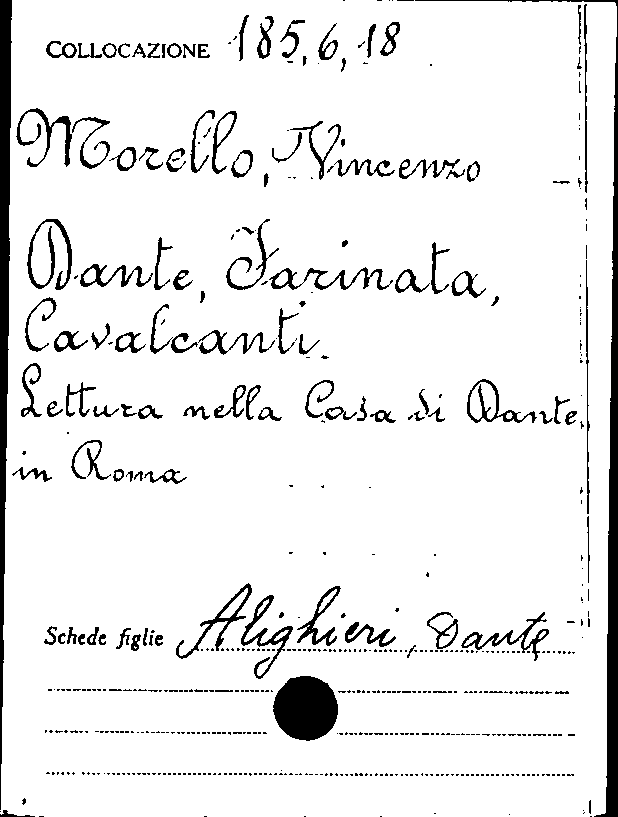 COLLOCAZIONE 185,6,18
Morello, Vincenzo
Dante, Farinata,
Cavalcanti.
Lettura nella Casa di Dante
in Roma
Schede figlie Alighieri, Dante